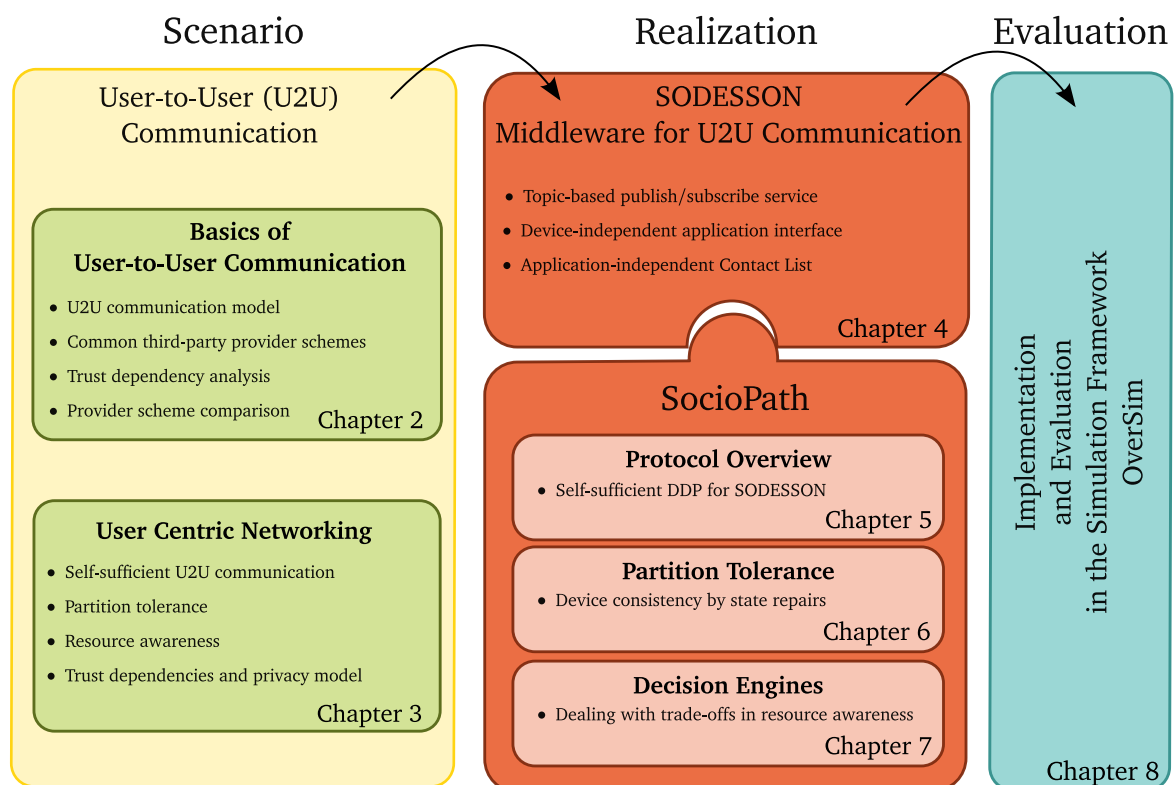 Scenario
User-to-User (U2U)
Communication
Basics of
User-to-User Communication
• U2U communication model
• Common third-party provider schemes
• Trust dependency analysis
• Provider scheme comparison
Chapter 2
User Centric Networking
• Self-sufficient U2U communication
• Partition tolerance
• Resource awareness
• Trust dependencies and privacy model
Chapter 3
Realization
SODESSON
Middleware for U2U Communication
• Topic-based publish/subscribe service
• Device-independent application interface
• Application-independent Contact List
Chapter 4
SocioPath
Protocol Overview
• Self-sufficient DDP for SODESSON
Chapter 5
Partition Tolerance
• Device consistency by state repairs
Chapter 6
Decision Engines
• Dealing with trade-offs in resource awareness
Chapter 7
Evaluation
Implementation
and Evaluation
in the Simulation Framework
OverSim
Chapter 8